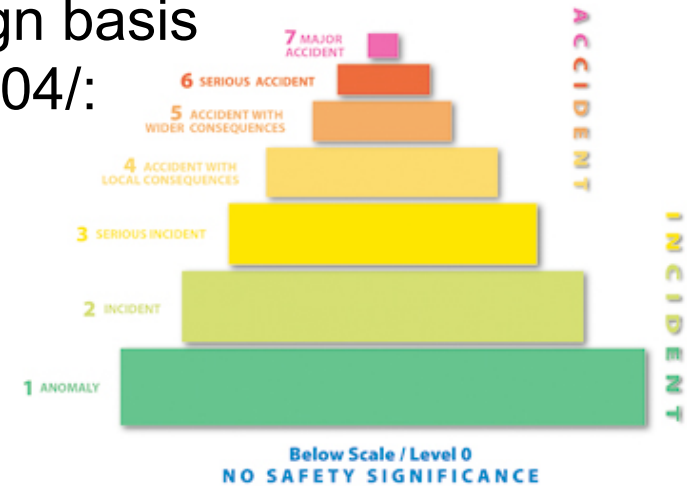 gn basis
04/:
7 MAJOR
ACCIDENT
6 SERIOUS ACCIDENT
5 ACCIDENT WITH
WIDER CONSEQUENCES
4 ACCIDENT WITH
LOCAL CONSEQUENCES
3 SERIOUS INCIDENT
2 INCIDENT
1 ANOMALY
ACCIDENT
INCIDENT
Below Scale / Level 0
NO SAFETY SIGNIFICANCE